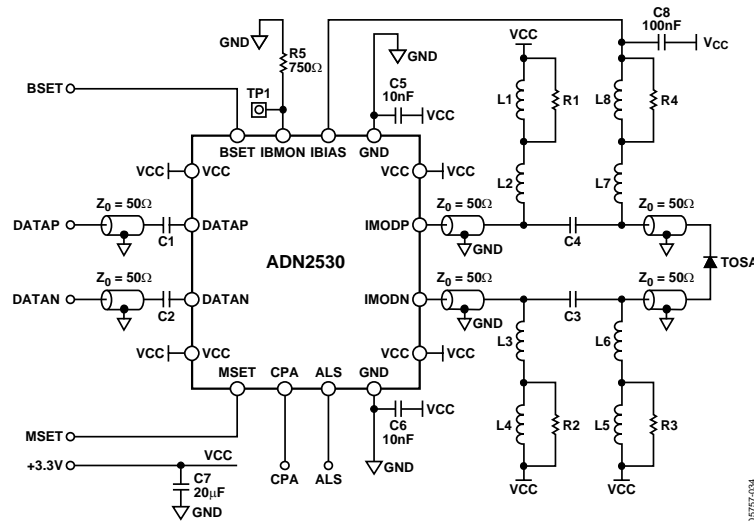 C8
100nF
VCC
VCC
GND
R5
750Ω
GND
C5
10nF
VCC
BSET
TP1
L1
R1
L8
R4
BSET
IBMON
IBIAS
GND
VCC
VCC
VCC
VCC
L2
L7
Z0 = 50Ω
Z0 = 50Ω
Z0 = 50Ω
DATAP
C1
DATAP
IMODP
GND
C4
ADN2530
TOSA
Z0 = 50Ω
Z0 = 50Ω
Z0 = 50Ω
DATAN
C2
DATAN
IMODN
GND
C3
VCC
VCC
VCC
VCC
L3
L6
MSET
CPA
ALS
GND
C6
10nF
VCC
L4
R2
L5
R3
MSET
+3.3V
VCC
CPA
ALS
GND
VCC
VCC
C7
20µF
GND
05757-034